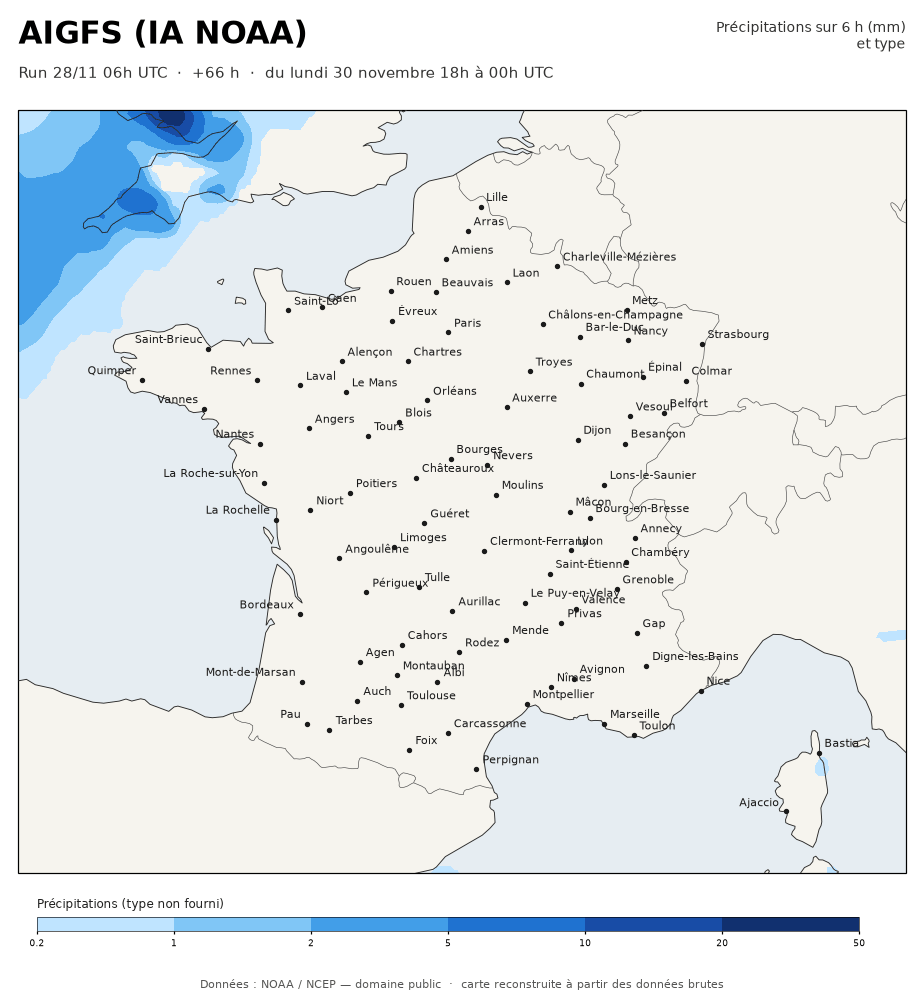 AIGFS (IA NOAA)
Précipitations sur 6 h (mm)
et type
Run 28/11 06h UTC · +66 h · du lundi 30 novembre 18h à 00h UTC
Lille
Arras
Amiens
Charleville-Mézières
Laon
Rouen
Beauvais
Saint-Lô
Caen
Metz
Évreux
Châlons-en-Champagne
Paris
Bar-le-Duc
Nancy
Strasbourg
Saint-Brieuc
Alençon
Chartres
Troyes
Épinal
Quimper
Rennes
Laval
Le Mans
Chaumont
Colmar
Orléans
Vannes
Auxerre
Vesoul
Belfort
Blois
Angers
Tours
Nantes
Dijon
Besançon
Bourges
Nevers
La Roche-sur-Yon
Châteauroux
Lons-le-Saunier
Poitiers
Moulins
Niort
Mâcon
La Rochelle
Guéret
Bourg-en-Bresse
Annecy
Limoges
Clermont-Ferrand
Lyon
Angoulême
Chambéry
Saint-Étienne
Périgueux
Tulle
Grenoble
Le Puy-en-Velay
Valence
Bordeaux
Aurillac
Privas
Mende
Gap
Cahors
Rodez
Agen
Digne-les-Bains
Mont-de-Marsan
Montauban
Albi
Nîmes
Avignon
Nice
Auch
Toulouse
Montpellier
Pau
Tarbes
Carcassonne
Marseille
Toulon
Foix
Bastia
Perpignan
Ajaccio
Précipitations (type non fourni)
0.2 1 2 5 10 20 50
Données : NOAA / NCEP — domaine public · carte reconstruite à partir des données brutes